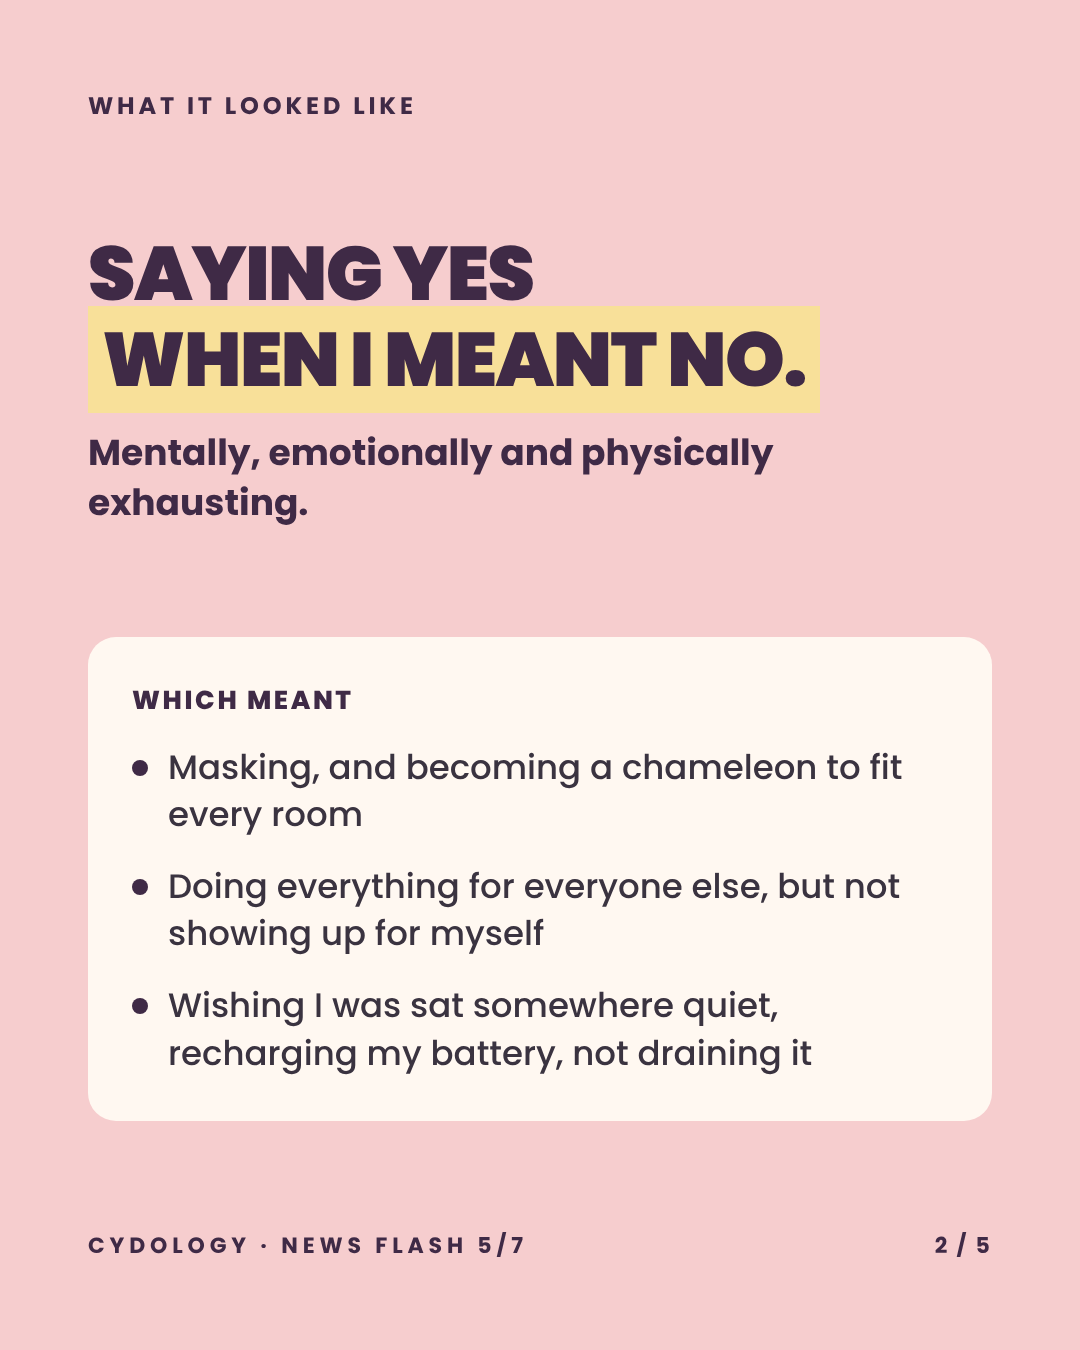 WHAT IT LOOKED LIKE
SAYING YES
WHEN I MEANT NO.
Mentally, emotionally and physically
exhausting.
WHICH MEANT
● Masking, and becoming a chameleon to fit
every room
● Doing everything for everyone else, but not
showing up for myself
● Wishing I was sat somewhere quiet,
recharging my battery, not draining it
CYDOLOGY · NEWS FLASH 5/7
2 / 5